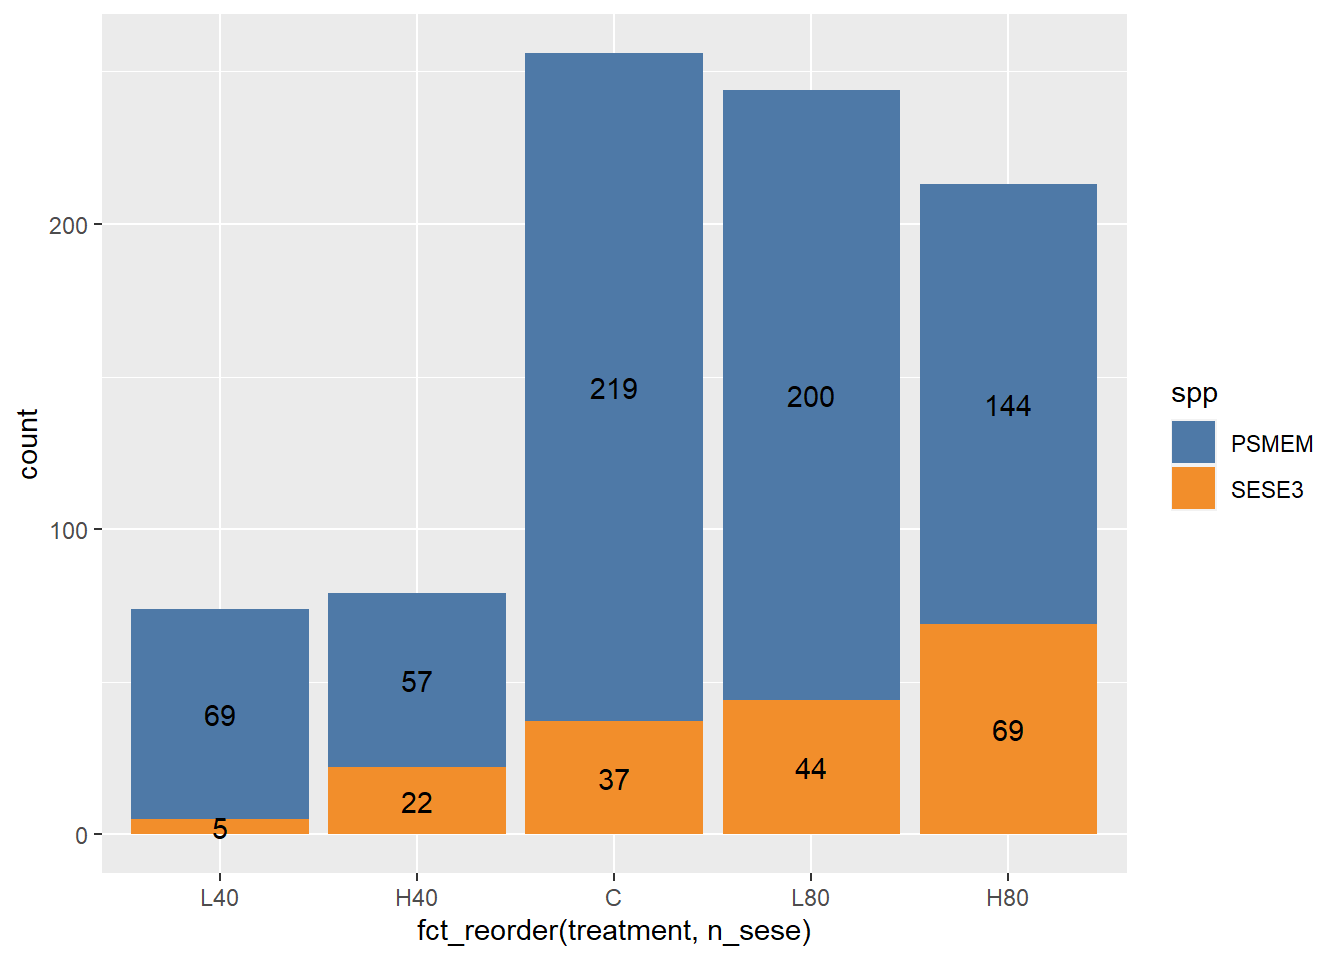 count
200
100
0
219
200
144
69
57
5
22
37
44
69
L40 H40 C L80 H80
fct_reorder(treatment, n_sese)
spp
PSMEM
SESE3